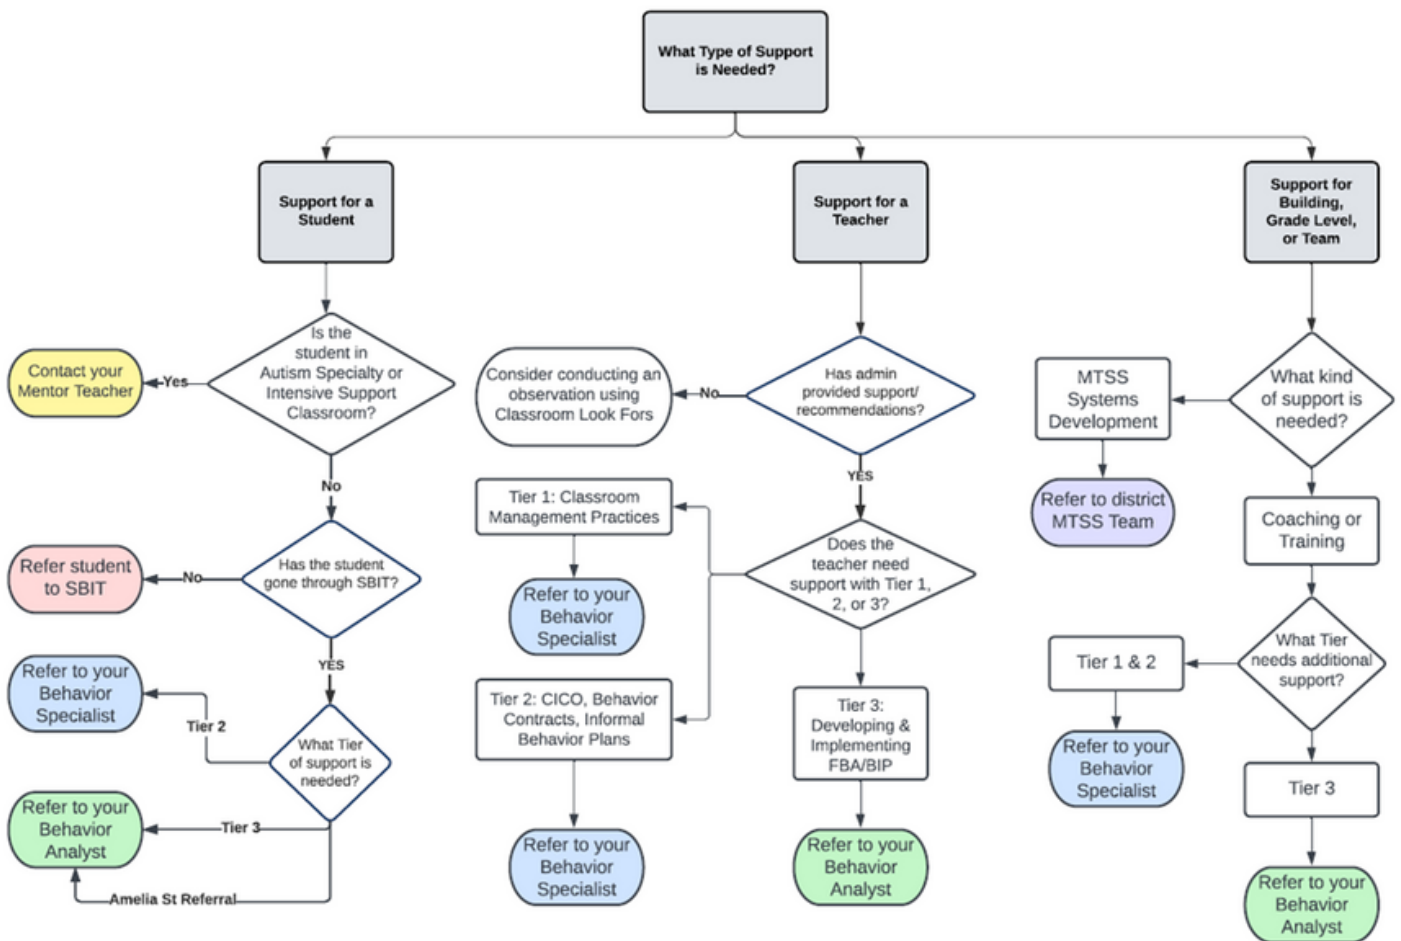 What Type of Support
is Needed?
Support for a
Student
Support for a
Teacher
Support for
Building,
Grade Level,
or Team
Is the
student in
Autism Specialty or
Intensive Support
Classroom?
Yes
Contact your
Mentor Teacher
No
Has the student
gone through SBIT?
No
Refer student
to SBIT
YES
What Tier
of support is
needed?
Tier 2
Refer to your
Behavior
Specialist
Tier 3
Refer to your
Behavior
Analyst
Amelia St Referral
Has admin
provided support/
recommendations?
No
Consider conducting an
observation using
Classroom Look Fors
YES
Does the
teacher need
support with Tier 1,
2, or 3?
Tier 1: Classroom
Management Practices
Refer to your
Behavior
Specialist
Tier 2: CICO, Behavior
Contracts, Informal
Behavior Plans
Refer to your
Behavior
Specialist
Tier 3:
Developing &
Implementing
FBA/BIP
Refer to your
Behavior
Analyst
What kind
of support is
needed?
MTSS
Systems
Development
Refer to district
MTSS Team
Coaching or
Training
What Tier
needs additional
support?
Tier 1 & 2
Refer to your
Behavior
Specialist
Tier 3
Refer to your
Behavior
Analyst